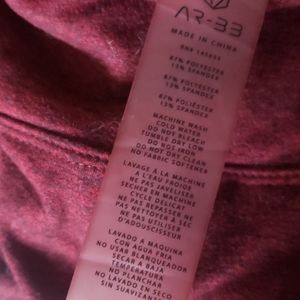 AR-33
MADE IN CHINA
RN# 145693
87% POLYESTER
13% SPANDEX
87% POLIÉSTER
13% SPANDEX
87% POLYESTER
13% SPANDEX
MACHINE WASH
COLD WATER
DO NOT BLEACH
TUMBLE DRY LOW
DO NOT IRON
DO NOT DRY CLEAN
NO FABRIC SOFTENER
LAVAGE À LA MACHINE
A L'EAU FROIDE
NE PAS JAVELISER
SECHER EN MACHINE
CYCLE DELICAT
NE PAS REPASSER NE
PAS NETTOYER À SEC
NE PAS UTILISER
D'ADOUCISSEUR
LAVADO A MAQUINA
CON AGUA FRIA
NO USAR BLANQUEADOR
SECAR A BAJA
TEMPERATURA
NO PLANCHAR
NO LAVADO EN SECO
SIN SUAVIZANTE